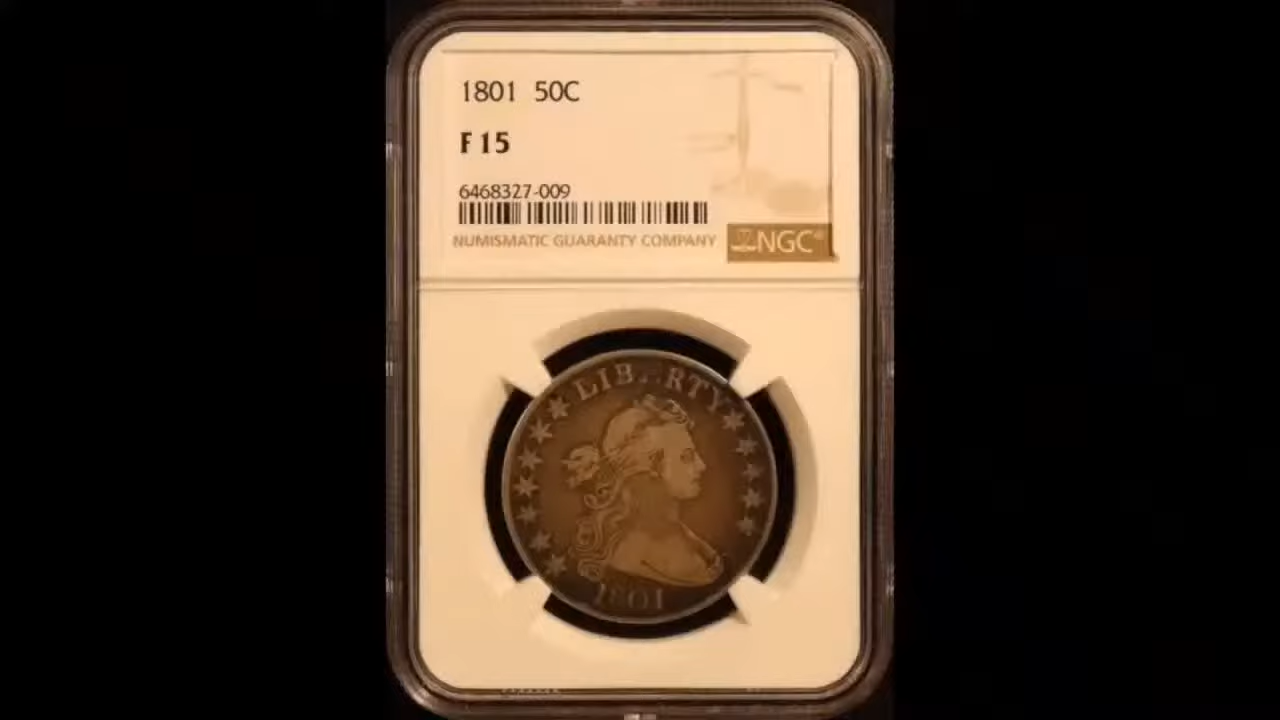 1801 50C
F 15
6468327-009
NUMISMATIC GUARANTY COMPANY
NGC
LIBERTY
1801